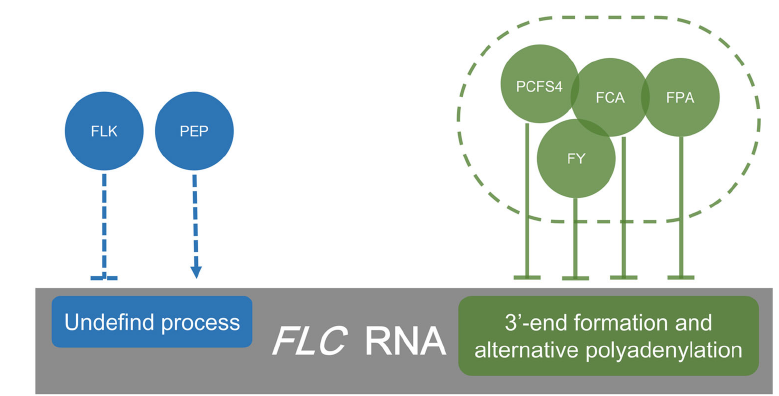 FLK
PEP
PCFS4
FCA
FPA
FY
Undefind process
FLC RNA
3’-end formation and
alternative polyadenylation